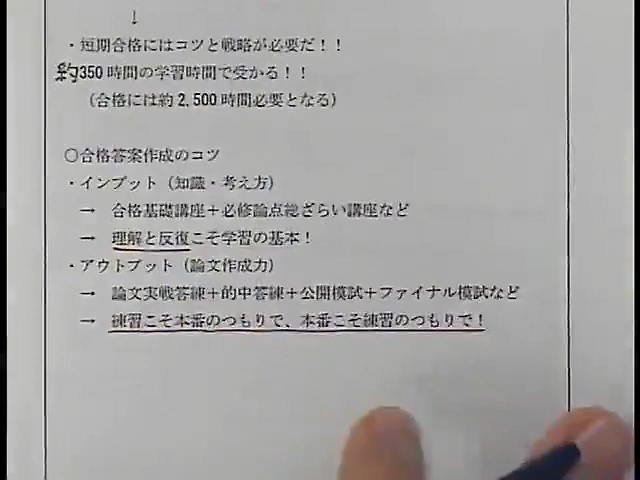 ↓
・短期合格にはコツと戦略が必要だ！！
約350時間の学習時間で受かる！！
（合格には約2,500時間必要となる）
○合格答案作成のコツ
・インプット（知識・考え方）
→ 合格基礎講座＋必修論点総ざらい講座など
→ 理解と反復こそ学習の基本！
・アウトプット（論文作成力）
→ 論文実戦答練＋的中答練＋公開模試＋ファイナル模試など
→ 練習こそ本番のつもりで、本番こそ練習のつもりで！